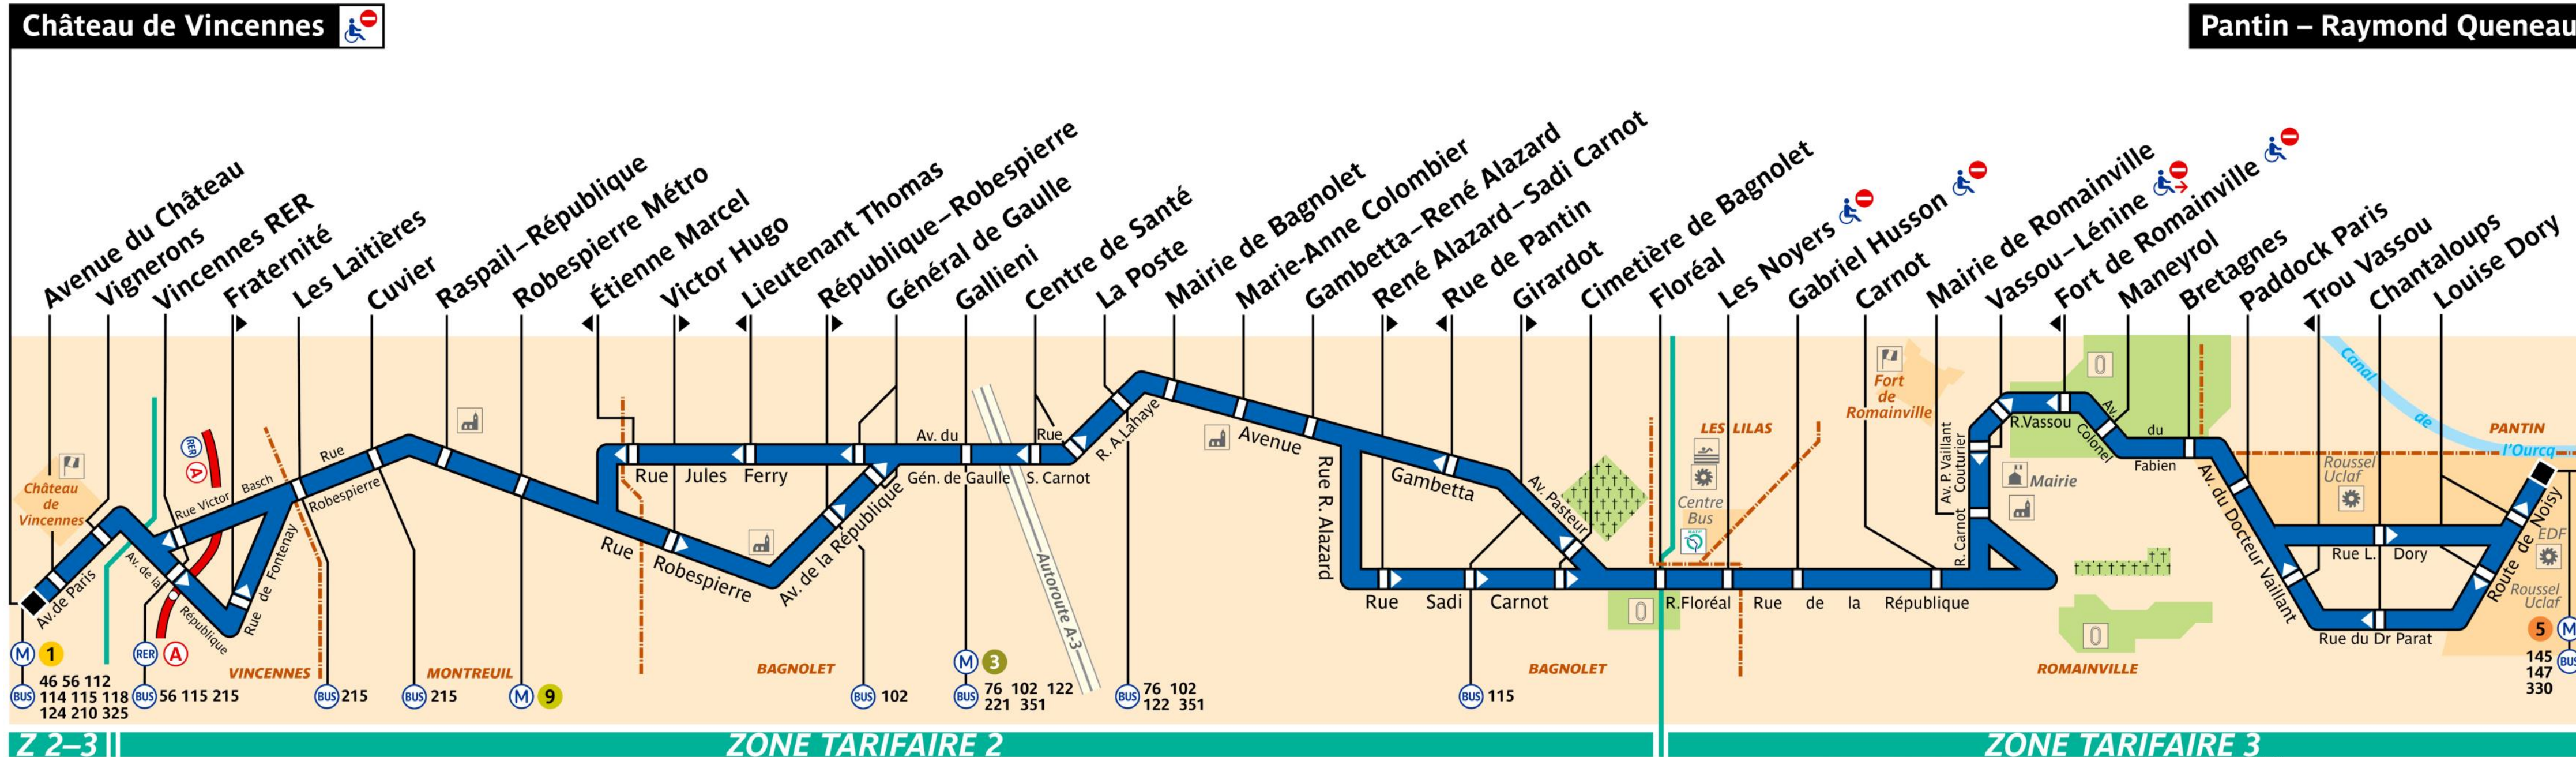 Château de Vincennes
Pantin – Raymond Queneau
Avenue du Château
Vignerons
Vincennes RER
Fraternité
Les Laitières
Cuvier
Raspail–République
Robespierre Métro
Étienne Marcel
Victor Hugo
Lieutenant Thomas
République–Robespierre
Général de Gaulle
Gallieni
Centre de Santé
La Poste
Mairie de Bagnolet
Marie-Anne Colombier
Gambetta–René Alazard
René Alazard–Sadi Carnot
Rue de Pantin
Girardot
Cimetière de Bagnolet
Floréal
Les Noyers
Gabriel Husson
Carnot
Mairie de Romainville
Vassou–Lénine
Fort de Romainville
Maneyrol
Bretagnes
Paddock Paris
Trou Vassou
Chantaloups
Louise Dory
Château
de
Vincennes
Av.de Paris
RER
A
Rue Victor Basch
Av. de la République
Rue de Fontenay
Rue Robespierre
Rue Jules Ferry
Rue Robespierre
Av. de la République
Av. du
Gén. de Gaulle
Rue
S. Carnot
R. A.Lahaye
Autoroute A-3
Avenue Gambetta
Rue R. Alazard
Av. Pasteur
Rue Sadi Carnot
R.Floréal
Rue de la République
LES LILAS
Centre
Bus
Fort
de
Romainville
Av. P. Vaillant
Couturier
R. Carnot
R.Vassou
Av. du
Colonel Fabien
Mairie
Av. du Docteur Vaillant
Roussel
Uclaf
Rue L. Dory
Rue du Dr Parat
Route de Noisy
EDF
Roussel
Uclaf
Canal de l'Ourcq
PANTIN
VINCENNES
MONTREUIL
BAGNOLET
BAGNOLET
ROMAINVILLE
M 1
BUS 46 56 112
114 115 118
124 210 325
RER A
BUS 56 115 215
BUS 215
BUS 215
M 9
BUS 102
M 3
BUS 76 102 122
221 351
BUS 76 102
122 351
BUS 115
5 M
145
147
330
BUS
Z 2–3
ZONE TARIFAIRE 2
ZONE TARIFAIRE 3